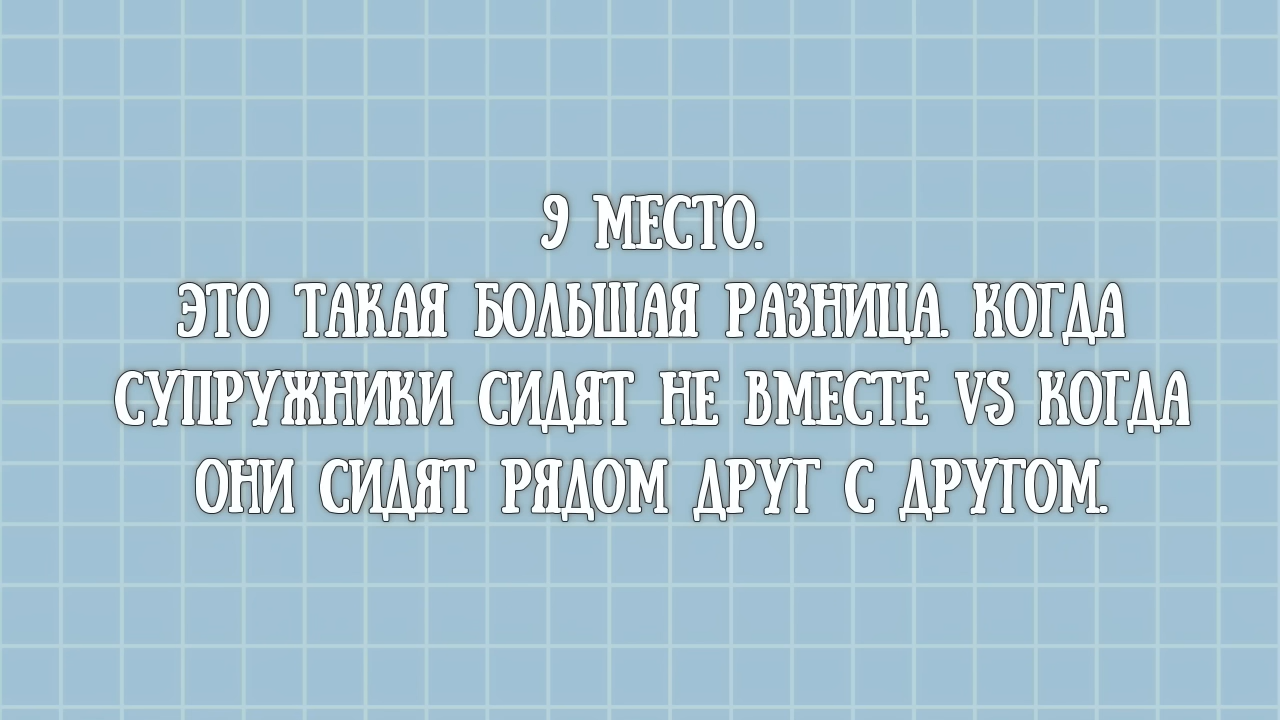 9 МЕСТО.
ЭТО ТАКАЯ БОЛЬШАЯ РАЗНИЦА. КОГДА
СУПРУЖНИКИ СИДЯТ НЕ ВМЕСТЕ VS КОГДА
ОНИ СИДЯТ РЯДОМ ДРУГ С ДРУГОМ.